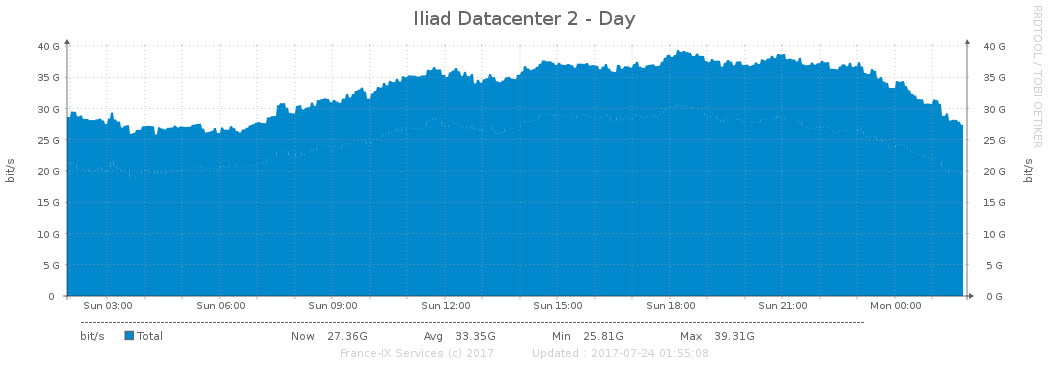 Iliad Datacenter 2 - Day
RRDTOOL / TOBI OETIKER
bit/s
40 G 40 G
35 G 35 G
30 G 30 G
25 G 25 G
20 G 20 G
15 G 15 G
10 G 10 G
5 G 5 G
0 0 G
bit/s
Sun 03:00 Sun 06:00 Sun 09:00 Sun 12:00 Sun 15:00 Sun 18:00 Sun 21:00 Mon 00:00
bit/s Total Now 27.36G Avg 33.35G Min 25.81G Max 39.31G
France-IX Services (c) 2017 Updated : 2017-07-24 01:55:08